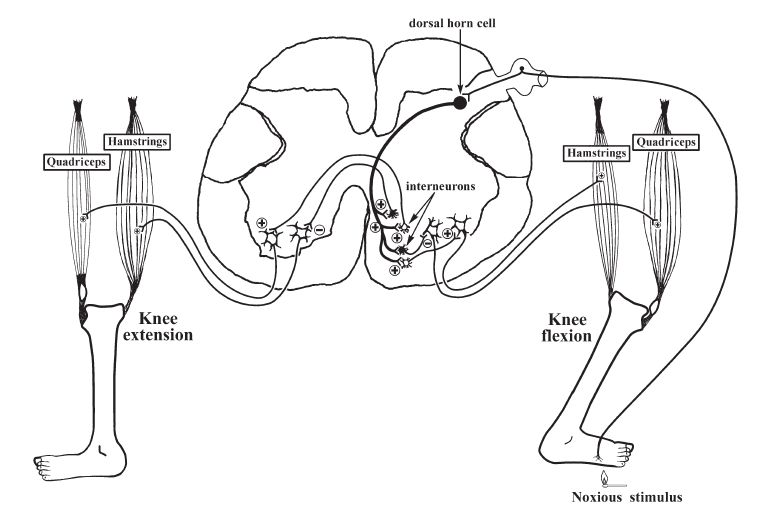 dorsal horn cell
Quadriceps
Hamstrings
Hamstrings
Quadriceps
interneurons
+
+
+
+
+
−
−
+
+
+
+
+
Knee
extension
Knee
flexion
Noxious stimulus